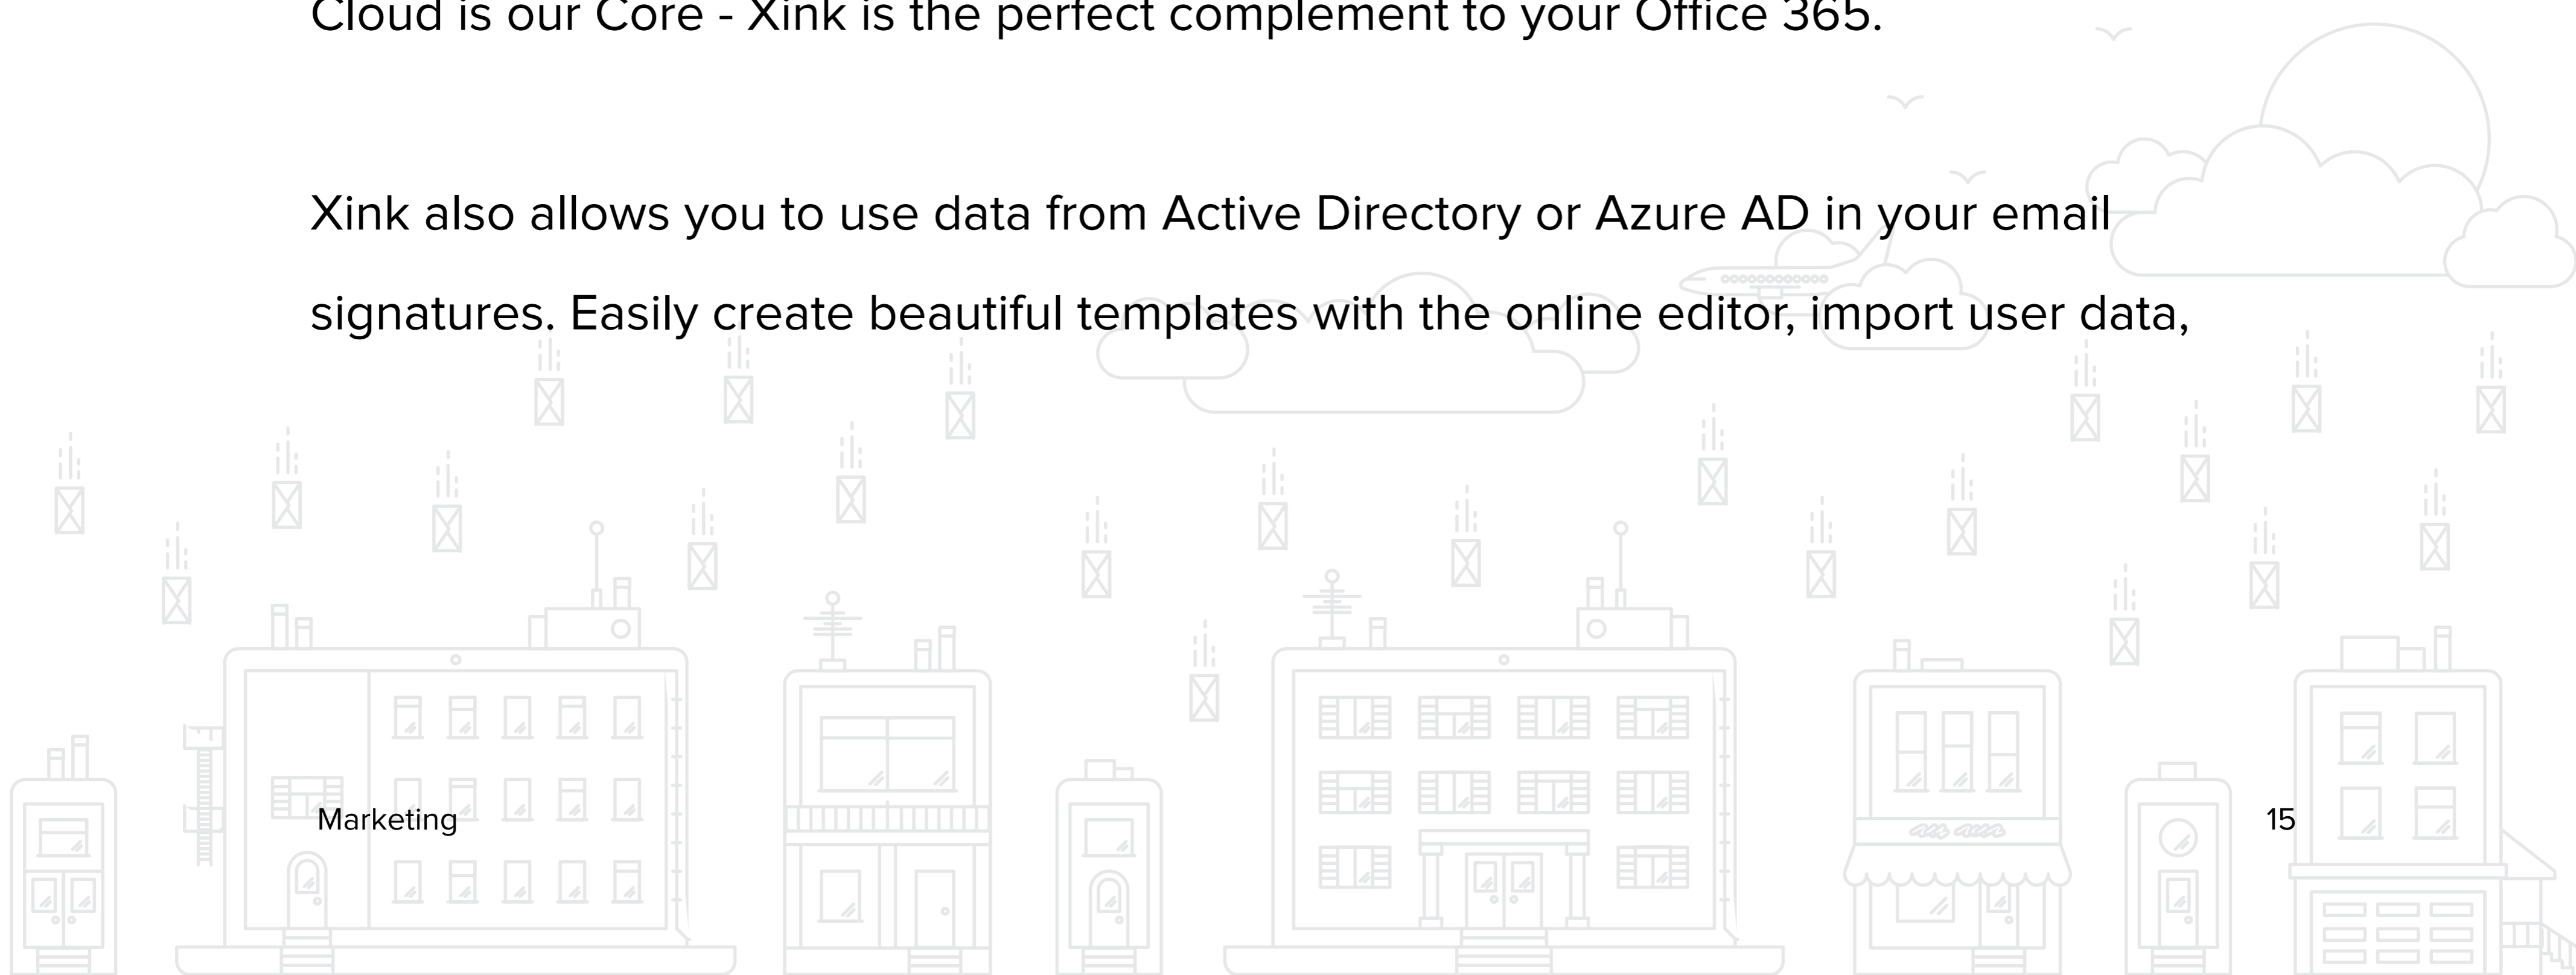 Cloud is our Core - Xink is the perfect complement to your Office 365.
Xink also allows you to use data from Active Directory or Azure AD in your email
signatures. Easily create beautiful templates with the online editor, import user data,
Marketing
15